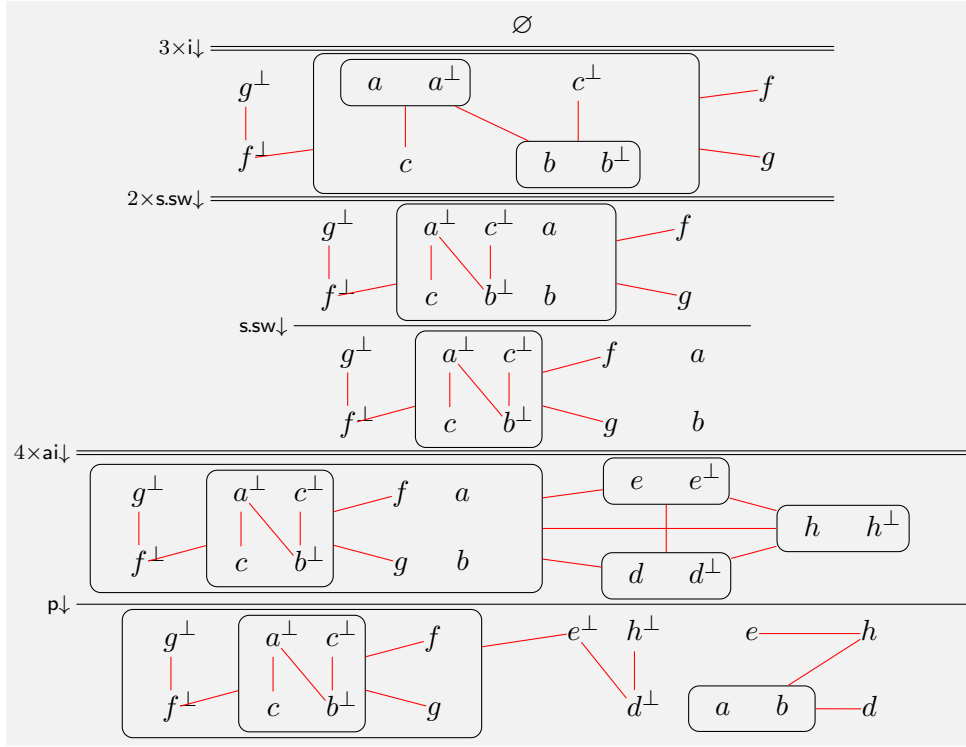 ∅
3×i↓
g⊥ a a⊥ c⊥ f
f⊥ c b b⊥ g
2×s.sw↓
g⊥ a⊥ c⊥ a f
f⊥ c b⊥ b g
s.sw↓
g⊥ a⊥ c⊥ f a
f⊥ c b⊥ g b
4×ai↓
g⊥ a⊥ c⊥ f a e e⊥
h h⊥
f⊥ c b⊥ g b d d⊥
p↓
g⊥ a⊥ c⊥ f e⊥ h⊥ e h
f⊥ c b⊥ g d⊥ a b d